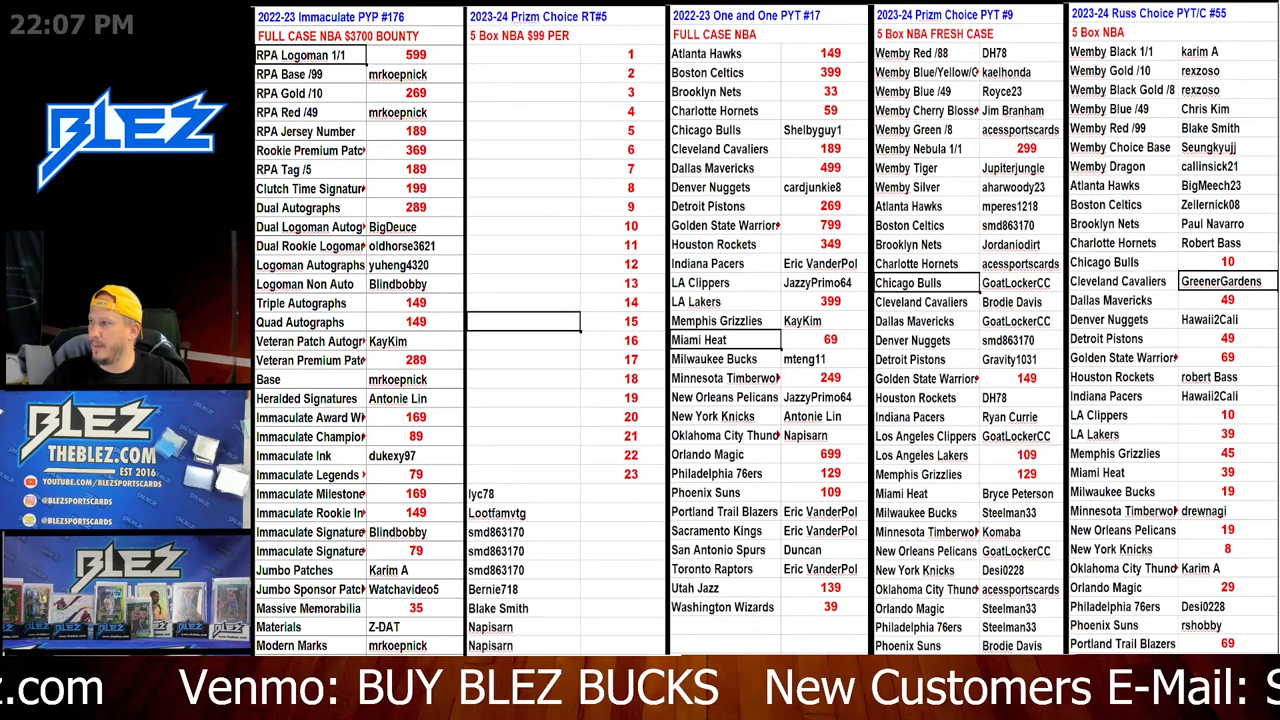 22:07 PM
BLEZ
BLEZ
THEBLEZ.COM
EST 2016
YOUTUBE.COM/BLEZSPORTSCARDS
@BLEZSPORTSCARDS
@BLEZSPORTSCARDS
BLEZ
2022-23 Immaculate PYP #176
FULL CASE NBA $3700 BOUNTY
RPA Logoman 1/1 599
RPA Base /99 mrkoepnick
RPA Gold /10 269
RPA Red /49 mrkoepnick
RPA Jersey Number 189
Rookie Premium Patc 369
RPA Tag /5 189
Clutch Time Signatur 199
Dual Autographs 289
Dual Logoman Autog BigDeuce
Dual Rookie Logomar oldhorse3621
Logoman Autographs yuheng4320
Logoman Non Auto Blindbobby
Triple Autographs 149
Quad Autographs 149
Veteran Patch Autogr KayKim
Veteran Premium Pat 289
Base mrkoepnick
Heralded Signatures Antonie Lin
Immaculate Award Wi 169
Immaculate Champio 89
Immaculate Ink dukexy97
Immaculate Legends 79
Immaculate Milestone 169
Immaculate Rookie In 149
Immaculate Signature Blindbobby
Immaculate Signature 79
Jumbo Patches Karim A
Jumbo Sponsor Patc Watchavideo5
Massive Memorabilia 35
Materials Z-DAT
Modern Marks mrkoepnick
2023-24 Prizm Choice RT#5
5 Box NBA $99 PER
1
2
3
4
5
6
7
8
9
10
11
12
13
14
15
16
17
18
19
20
21
22
23
lyc78
Lootfamvtg
smd863170
smd863170
smd863170
Bernie718
Blake Smith
Napisarn
Napisarn
2022-23 One and One PYT #17
FULL CASE NBA
Atlanta Hawks 149
Boston Celtics 399
Brooklyn Nets 33
Charlotte Hornets 59
Chicago Bulls Shelbyguy1
Cleveland Cavaliers 189
Dallas Mavericks 499
Denver Nuggets cardjunkie8
Detroit Pistons 269
Golden State Warrior 799
Houston Rockets 349
Indiana Pacers Eric VanderPol
LA Clippers JazzyPrimo64
LA Lakers 399
Memphis Grizzlies KayKim
Miami Heat 69
Milwaukee Bucks mteng11
Minnesota Timberwo 249
New Orleans Pelicans JazzyPrimo64
New York Knicks Antonie Lin
Oklahoma City Thund Napisarn
Orlando Magic 699
Philadelphia 76ers 129
Phoenix Suns 109
Portland Trail Blazers Eric VanderPol
Sacramento Kings Eric VanderPol
San Antonio Spurs Duncan
Toronto Raptors Eric VanderPol
Utah Jazz 139
Washington Wizards 39
2023-24 Prizm Choice PYT #9
5 Box NBA FRESH CASE
Wemby Red /88 DH78
Wemby Blue/Yellow/G kaelhonda
Wemby Blue /49 Royce23
Wemby Cherry Blosso Jim Branham
Wemby Green /8 acessportscards
Wemby Nebula 1/1 299
Wemby Tiger Jupiterjungle
Wemby Silver aharwoody23
Atlanta Hawks mperes1218
Boston Celtics smd863170
Brooklyn Nets Jordaniodirt
Charlotte Hornets acessportscards
Chicago Bulls GoatLockerCC
Cleveland Cavaliers Brodie Davis
Dallas Mavericks GoatLockerCC
Denver Nuggets smd863170
Detroit Pistons Gravity1031
Golden State Warrior 149
Houston Rockets DH78
Indiana Pacers Ryan Currie
Los Angeles Clippers GoatLockerCC
Los Angeles Lakers 109
Memphis Grizzlies 129
Miami Heat Bryce Peterson
Milwaukee Bucks Steelman33
Minnesota Timberwo Komaba
New Orleans Pelicans GoatLockerCC
New York Knicks Desi0228
Oklahoma City Thund acessportscards
Orlando Magic Steelman33
Philadelphia 76ers Steelman33
Phoenix Suns Brodie Davis
2023-24 Russ Choice PYT/C #55
5 Box NBA
Wemby Black 1/1 karim A
Wemby Gold /10 rexzoso
Wemby Black Gold /8 rexzoso
Wemby Blue /49 Chris Kim
Wemby Red /99 Blake Smith
Wemby Choice Base Seungkyujj
Wemby Dragon callinsick21
Atlanta Hawks BigMeech23
Boston Celtics Zellernick08
Brooklyn Nets Paul Navarro
Charlotte Hornets Robert Bass
Chicago Bulls 10
Cleveland Cavaliers GreenerGardens
Dallas Mavericks 49
Denver Nuggets Hawaii2Cali
Detroit Pistons 49
Golden State Warrior 69
Houston Rockets robert Bass
Indiana Pacers Hawaii2Cali
LA Clippers 10
LA Lakers 39
Memphis Grizzlies 45
Miami Heat 39
Milwaukee Bucks 19
Minnesota Timberwo drewnagi
New Orleans Pelicans 19
New York Knicks 8
Oklahoma City Thund Karim A
Orlando Magic 29
Philadelphia 76ers Desi0228
Phoenix Suns rshobby
Portland Trail Blazers 69
z.com Venmo: BUY BLEZ BUCKS New Customers E-Mail: S